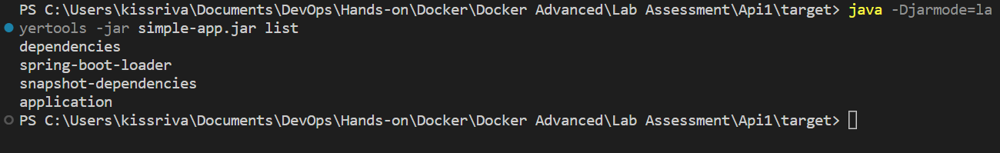 PS C:\Users\kissriva\Documents\DevOps\Hands-on\Docker\Docker Advanced\Lab Assessment\Api1\target> java -Djarmode=la
yertools -jar simple-app.jar list
dependencies
spring-boot-loader
snapshot-dependencies
application
PS C:\Users\kissriva\Documents\DevOps\Hands-on\Docker\Docker Advanced\Lab Assessment\Api1\target>